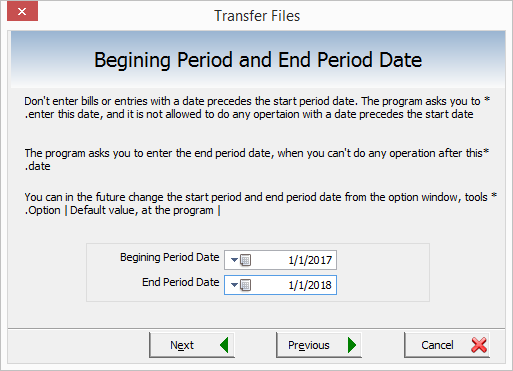 Transfer Files
Begining Period and End Period Date
Don't enter bills or entries with a date precedes the start period date. The program asks you to *
.enter this date, and it is not allowed to do any opertaion with a date precedes the start date
The program asks you to enter the end period date, when you can't do any operation after this*
.date
You can in the future change the start period and end period date from the option window, tools *
.Option | Default value, at the program |
Begining Period Date 1/1/2017
End Period Date 1/1/2018
Next Previous Cancel